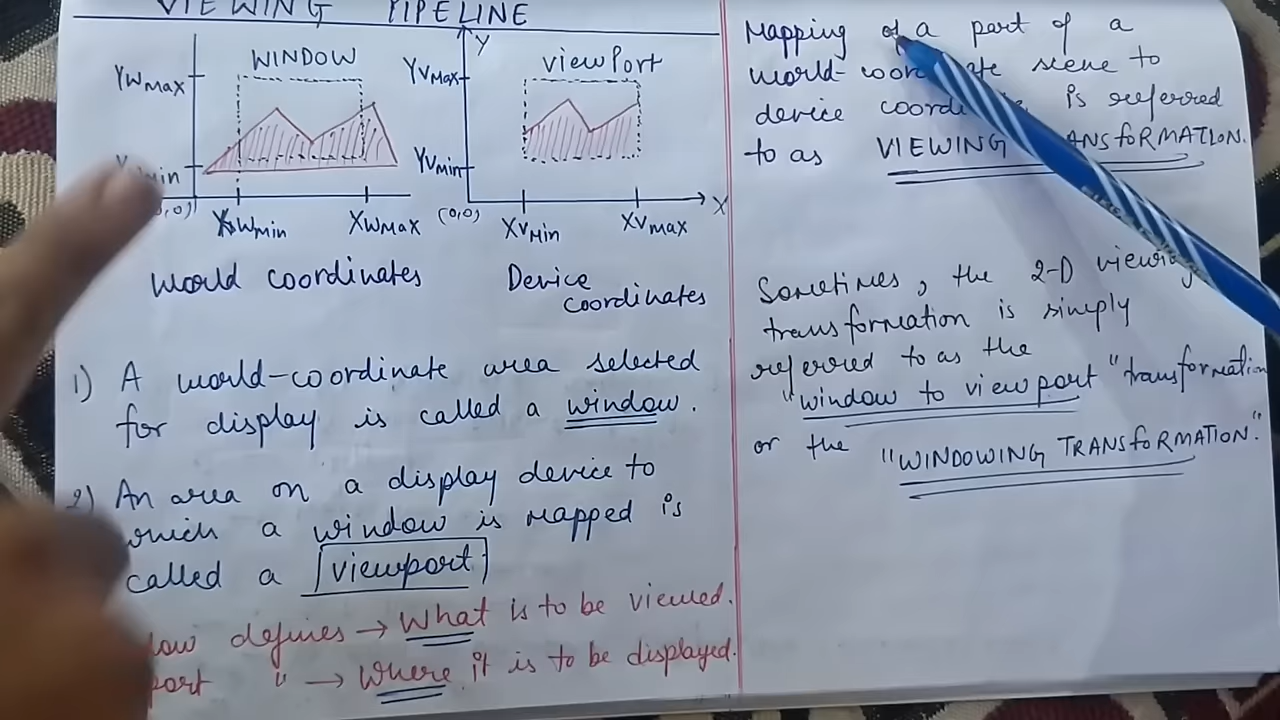 VIEWING PIPELINE
WINDOW
YWMax
XWMin
XWMax
World coordinates
Y
viewPort
YVMax
YVMin
(0,0)
XVMin
XVMax
X
Device
coordinates
1) A world-coordinate area selected
for display is called a window.
2) An area on a display device to
which a window is mapped is
called a viewport
defines → What is to be viewed.
" → Where it is to be displayed.
Mapping of a part of a
world- scene to
device is referred
to as VIEWING
Sometimes, the 2-D
transformation is simply
referred to as the
"window to viewport" transformation
or the "WINDOWING TRANSFORMATION."